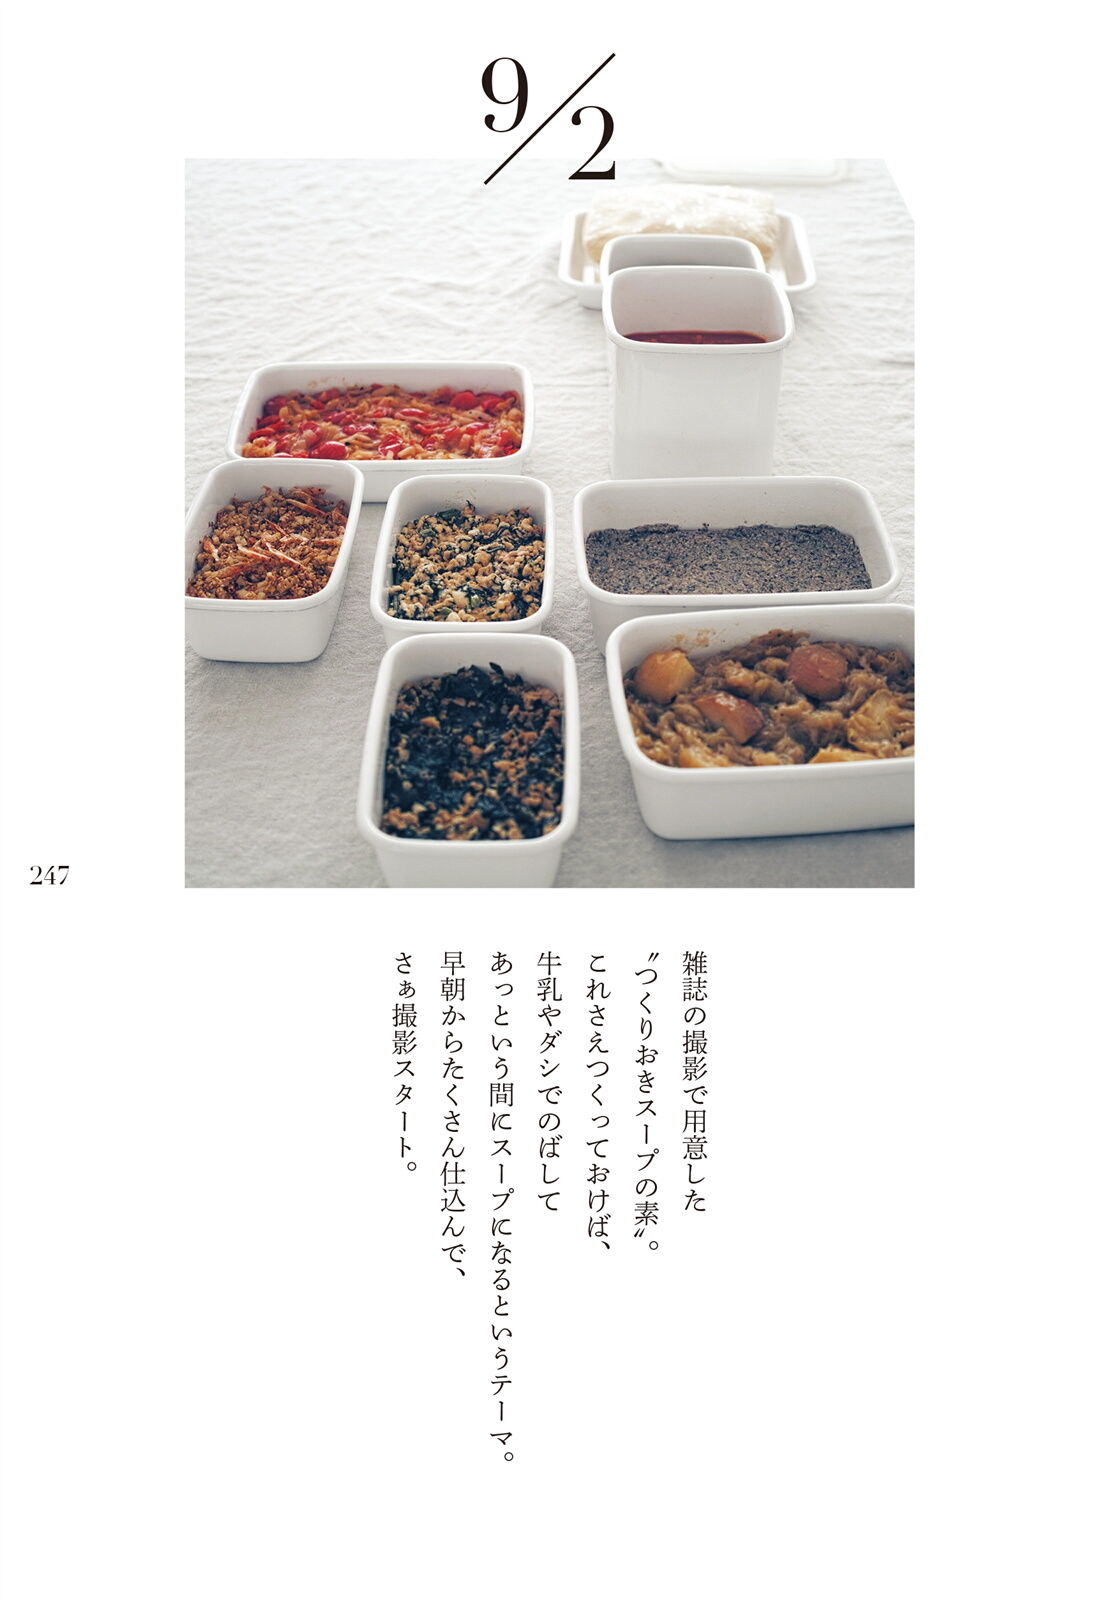 9/2
247
雑誌の撮影で用意した
〝つくりおきスープの素〟。
これさえつくっておけば、
牛乳やダシでのばして
あっという間にスープになるというテーマ。
早朝からたくさん仕込んで、
さぁ撮影スタート。